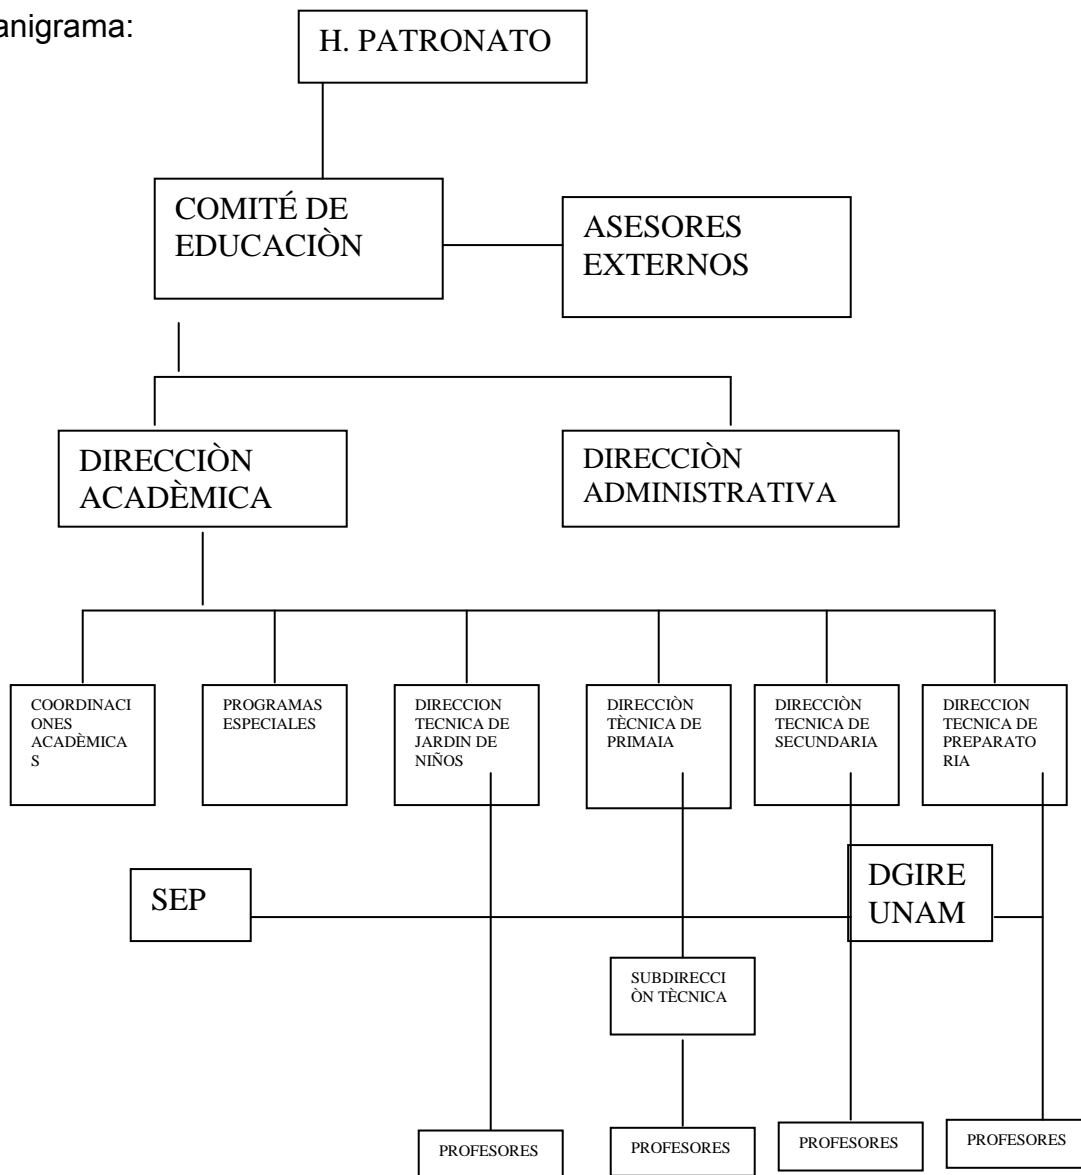 anigrama:
H. PATRONATO
COMITÉ DE
EDUCACIÒN
ASESORES
EXTERNOS
DIRECCIÒN
ACADÈMICA
DIRECCIÒN
ADMINISTRATIVA
COORDINACI
ONES
ACADÈMICA
S
PROGRAMAS
ESPECIALES
DIRECCION
TECNICA DE
JARDIN DE
NIÑOS
DIRECCIÒN
TÈCNICA DE
PRIMAIA
DIRECCIÒN
TECNICA DE
SECUNDARIA
DIRECCION
TECNICA DE
PREPARATO
RIA
SEP
DGIRE
UNAM
SUBDIRECCI
ÒN TÈCNICA
PROFESORES
PROFESORES
PROFESORES
PROFESORES